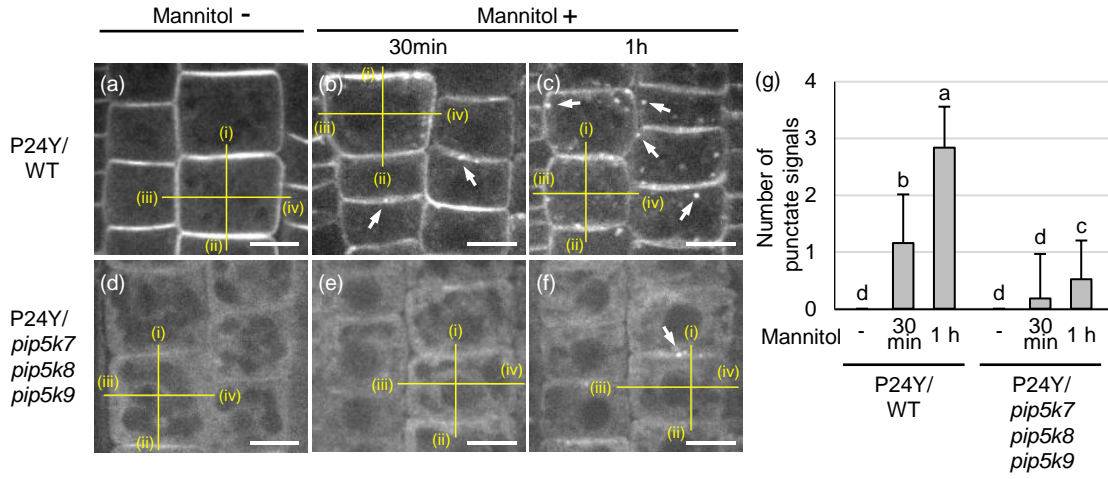 Mannitol - Mannitol +
30min 1h
P24Y/
WT
(a) (i) (iii) (iv) (ii)
(b) (i) (iii) (iv) (ii)
(c) (i) (iii) (iv) (ii)
P24Y/
pip5k7
pip5k8
pip5k9
(d) (i) (iii) (iv) (ii)
(e) (i) (iii) (iv) (ii)
(f) (i) (iii) (iv) (ii)
(g)
Number of
punctate signals
4
3
2
1
0
d b a d d c
Mannitol - 30 min 1 h - 30 min 1 h
P24Y/
WT
P24Y/
pip5k7
pip5k8
pip5k9